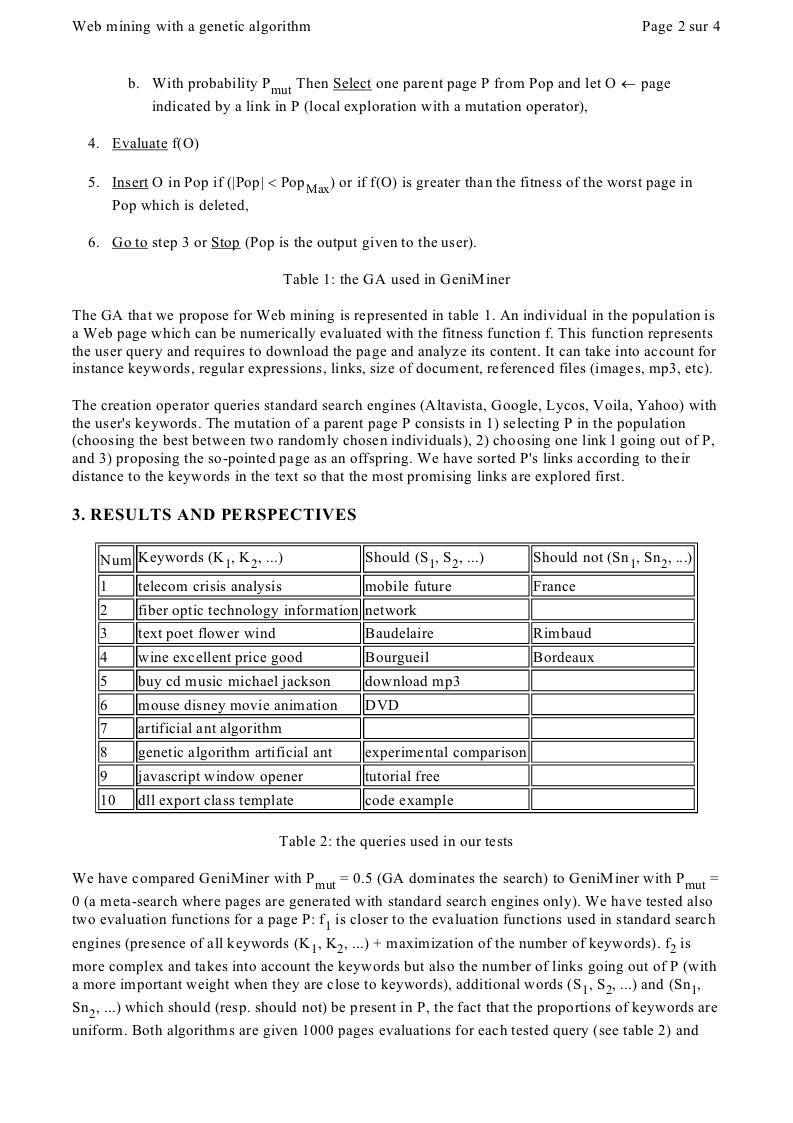 Web mining with a genetic algorithm Page 2 sur 4
b. With probability Pmut Then Select one parent page P from Pop and let O ← page
indicated by a link in P (local exploration with a mutation operator),
4. Evaluate f(O)
5. Insert O in Pop if (|Pop| < PopMax) or if f(O) is greater than the fitness of the worst page in
Pop which is deleted,
6. Go to step 3 or Stop (Pop is the output given to the user).
Table 1: the GA used in GeniMiner
The GA that we propose for Web mining is represented in table 1. An individual in the population is
a Web page which can be numerically evaluated with the fitness function f. This function represents
the user query and requires to download the page and analyze its content. It can take into account for
instance keywords, regular expressions, links, size of document, referenced files (images, mp3, etc).
The creation operator queries standard search engines (Altavista, Google, Lycos, Voila, Yahoo) with
the user's keywords. The mutation of a parent page P consists in 1) selecting P in the population
(choosing the best between two randomly chosen individuals), 2) choosing one link l going out of P,
and 3) proposing the so-pointed page as an offspring. We have sorted P's links according to their
distance to the keywords in the text so that the most promising links are explored first.
3. RESULTS AND PERSPECTIVES
Num Keywords (K1, K2, ...) Should (S1, S2, ...) Should not (Sn1, Sn2, ...)
1 telecom crisis analysis mobile future France
2 fiber optic technology information network
3 text poet flower wind Baudelaire Rimbaud
4 wine excellent price good Bourgueil Bordeaux
5 buy cd music michael jackson download mp3
6 mouse disney movie animation DVD
7 artificial ant algorithm
8 genetic algorithm artificial ant experimental comparison
9 javascript window opener tutorial free
10 dll export class template code example
Table 2: the queries used in our tests
We have compared GeniMiner with Pmut = 0.5 (GA dominates the search) to GeniMiner with Pmut =
0 (a meta-search where pages are generated with standard search engines only). We have tested also
two evaluation functions for a page P: f1 is closer to the evaluation functions used in standard search
engines (presence of all keywords (K1, K2, ...) + maximization of the number of keywords). f2 is
more complex and takes into account the keywords but also the number of links going out of P (with
a more important weight when they are close to keywords), additional words (S1, S2, ...) and (Sn1,
Sn2, ...) which should (resp. should not) be present in P, the fact that the proportions of keywords are
uniform. Both algorithms are given 1000 pages evaluations for each tested query (see table 2) and